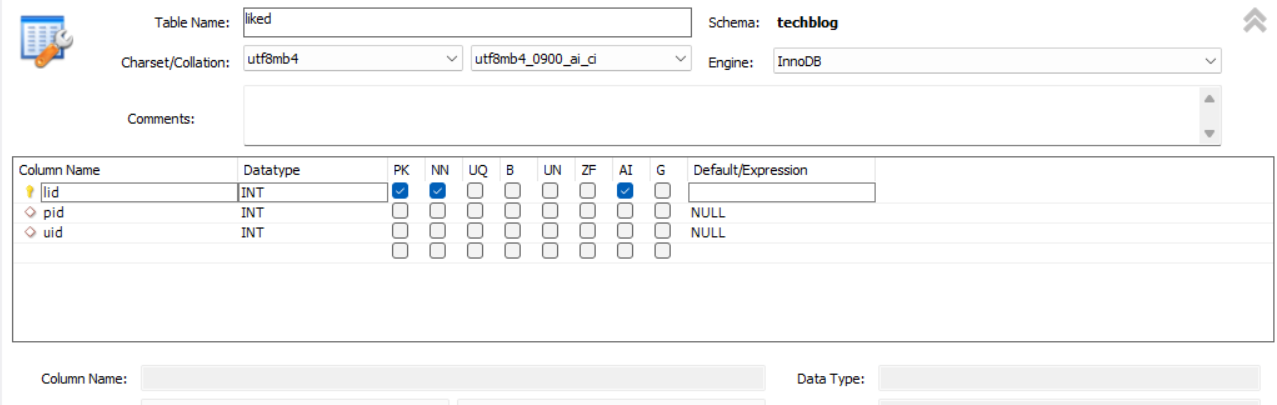 Table Name: liked Schema: techblog
Charset/Collation: utf8mb4 utf8mb4_0900_ai_ci Engine: InnoDB
Comments:
Column Name Datatype PK NN UQ B UN ZF AI G Default/Expression
lid INT
pid INT NULL
uid INT NULL
Column Name: Data Type: